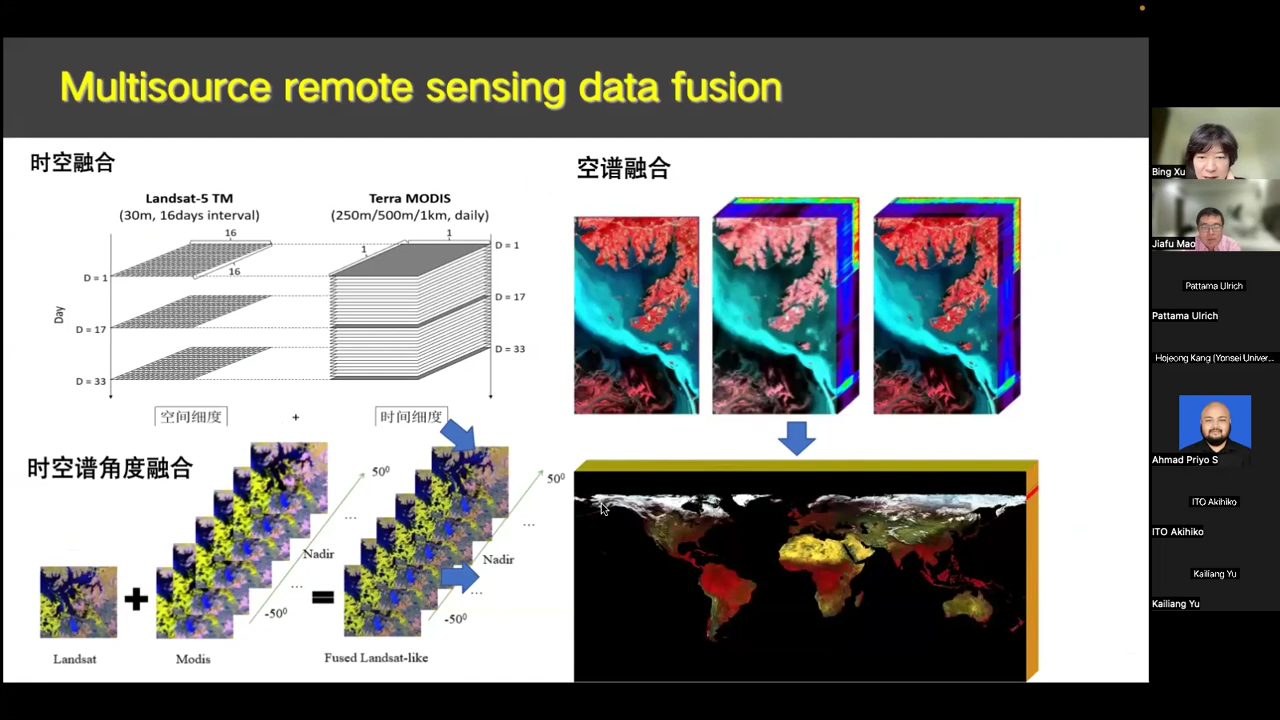 Multisource remote sensing data fusion
时空融合
Landsat-5 TM
(30m, 16days interval)
Terra MODIS
(250m/500m/1km, daily)
16
16
1
1
D = 1
D = 17
D = 33
Day
D = 1
D = 17
D = 33
空间细度
+
时间细度
时空谱角度融合
50⁰
...
Nadir
...
-50⁰
50⁰
...
Nadir
...
-50⁰
Landsat
Modis
Fused Landsat-like
空谱融合
Bing Xu
Jiafu Mao
Pattama Ulrich
Pattama Ulrich
Hojeong Kang (Yonsei Univer...
Ahmad Priyo S
ITO Akihiko
ITO Akihiko
Kailiang Yu
Kailiang Yu